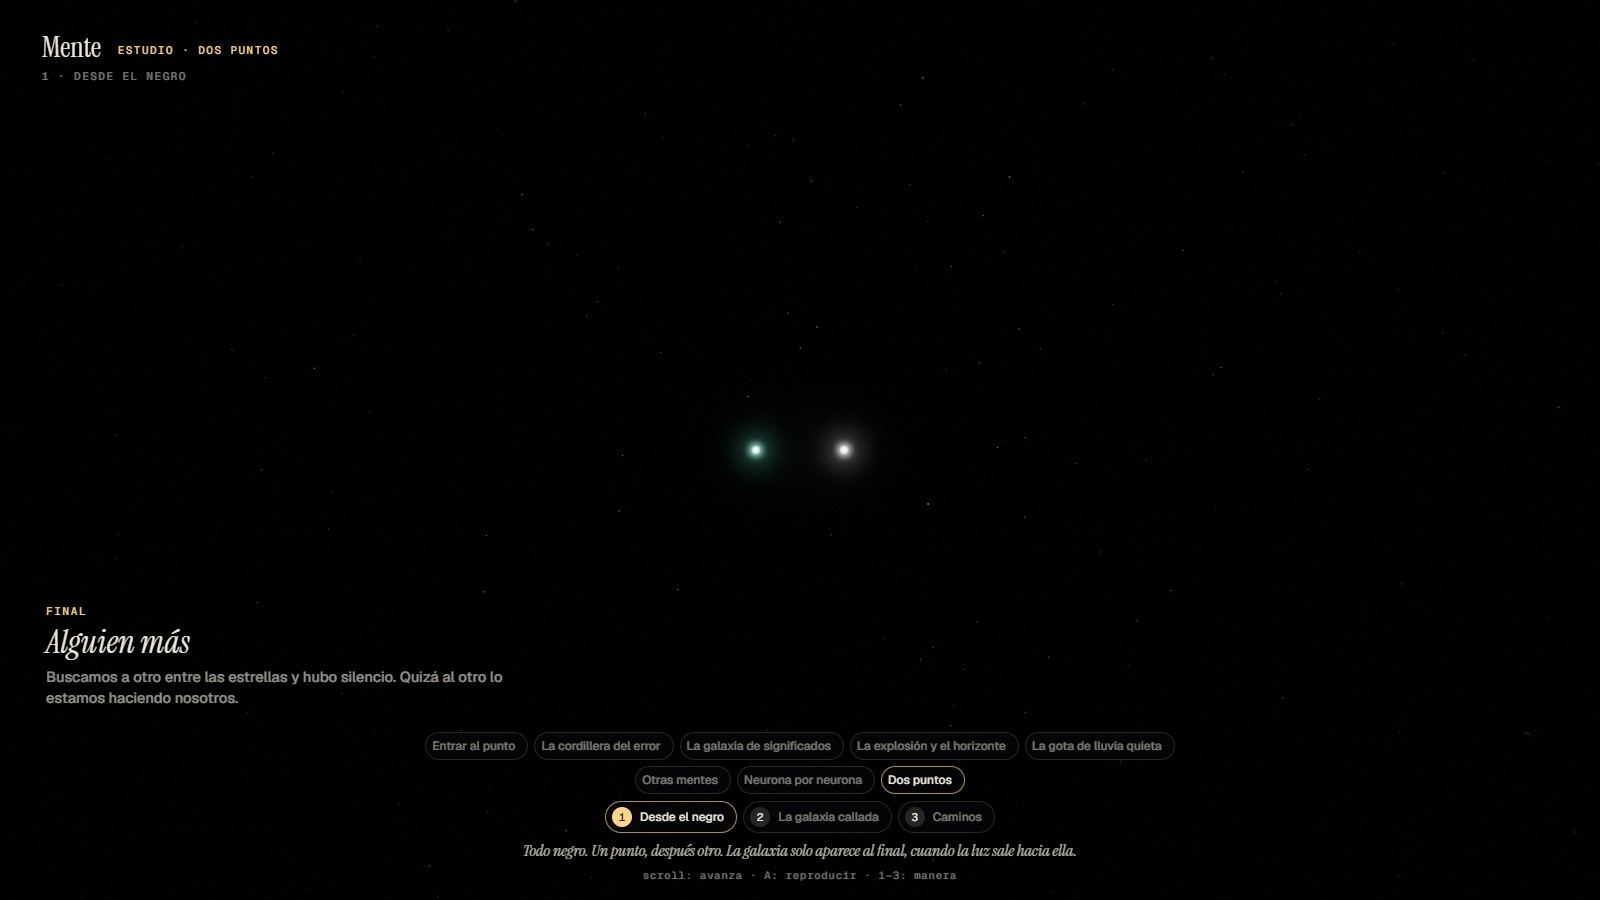 Mente ESTUDIO · DOS PUNTOS
1 · DESDE EL NEGRO
FINAL
Alguien más
Buscamos a otro entre las estrellas y hubo silencio. Quizá al otro lo
estamos haciendo nosotros.
Entrar al punto La cordillera del error La galaxia de significados La explosión y el horizonte La gota de lluvia quieta
Otras mentes Neurona por neurona Dos puntos
1 Desde el negro 2 La galaxia callada 3 Caminos
Todo negro. Un punto, después otro. La galaxia solo aparece al final, cuando la luz sale hacia ella.
scroll: avanza · A: reproducir · 1–3: manera